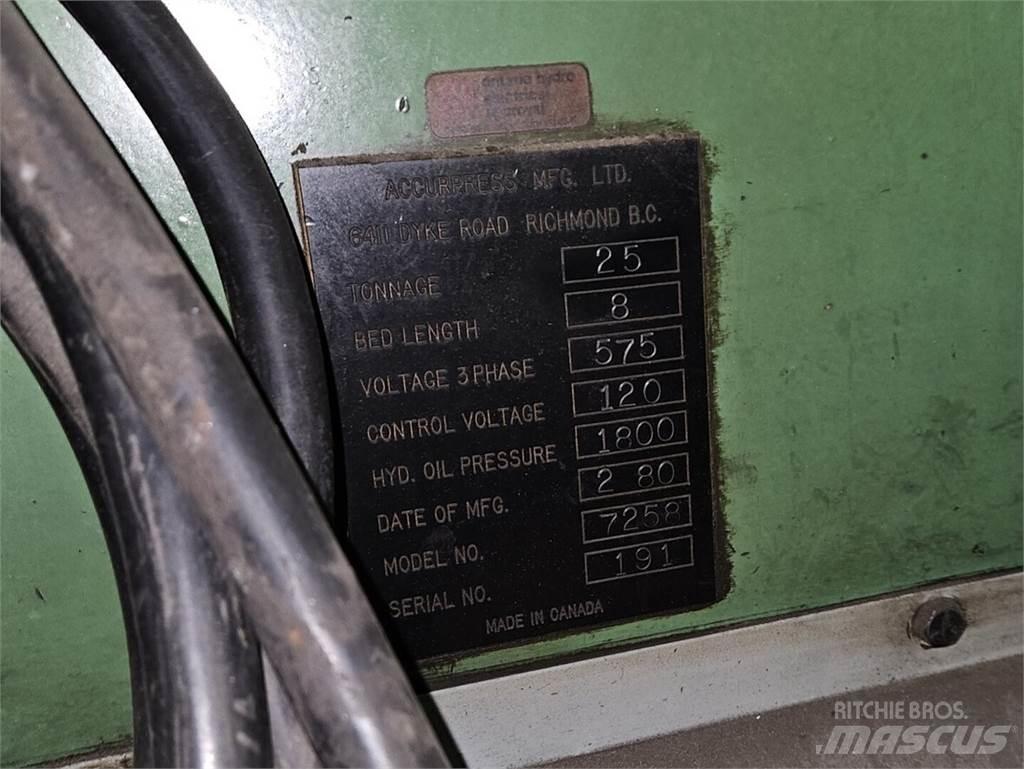 hydro
ACCURPRESS MFG. LTD.
6411 DYKE ROAD RICHMOND B.C.
TONNAGE 25
BED LENGTH 8
VOLTAGE 3 PHASE 575
CONTROL VOLTAGE 120
HYD. OIL PRESSURE 1800
DATE OF MFG. 2 80
MODEL NO. 7258
SERIAL NO. 191
MADE IN CANADA
RITCHIE BROS.
MASCUS